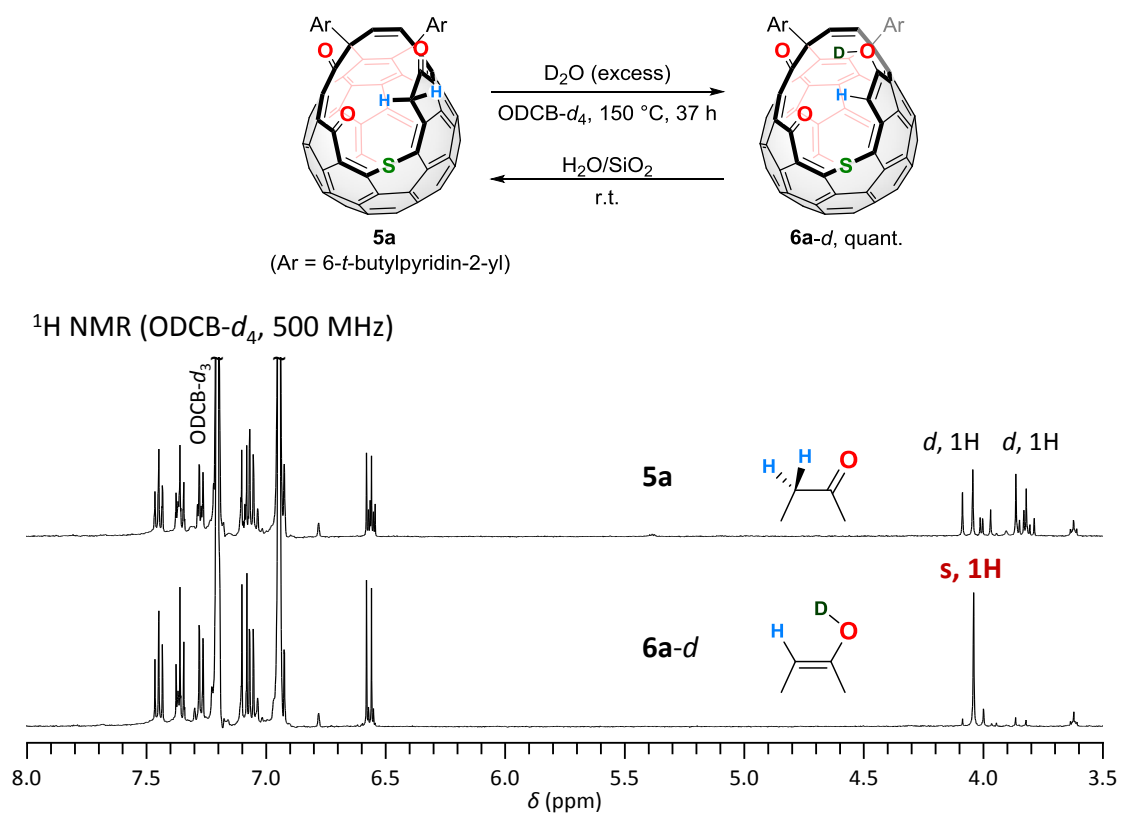 Ar Ar Ar Ar
O O D O
H H H
O O
S S
D₂O (excess)
ODCB-d₄, 150 °C, 37 h
H₂O/SiO₂
r.t.
5a
(Ar = 6-t-butylpyridin-2-yl)
6a-d, quant.
¹H NMR (ODCB-d₄, 500 MHz)
ODCB-d₃
5a
H H O
d, 1H d, 1H
s, 1H
6a-d
D
H O
8.0 7.5 7.0 6.5 6.0 5.5 5.0 4.5 4.0 3.5
δ (ppm)